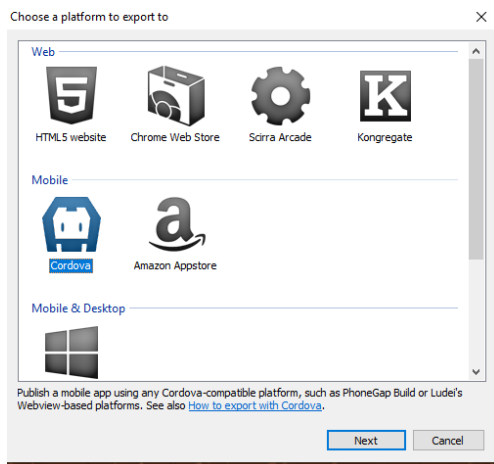 Choose a platform to export to
Web
HTML5 website Chrome Web Store Scirra Arcade Kongregate
Mobile
Cordova Amazon Appstore
Mobile & Desktop
Publish a mobile app using any Cordova-compatible platform, such as PhoneGap Build or Ludei's
Webview-based platforms. See also How to export with Cordova.
Next Cancel